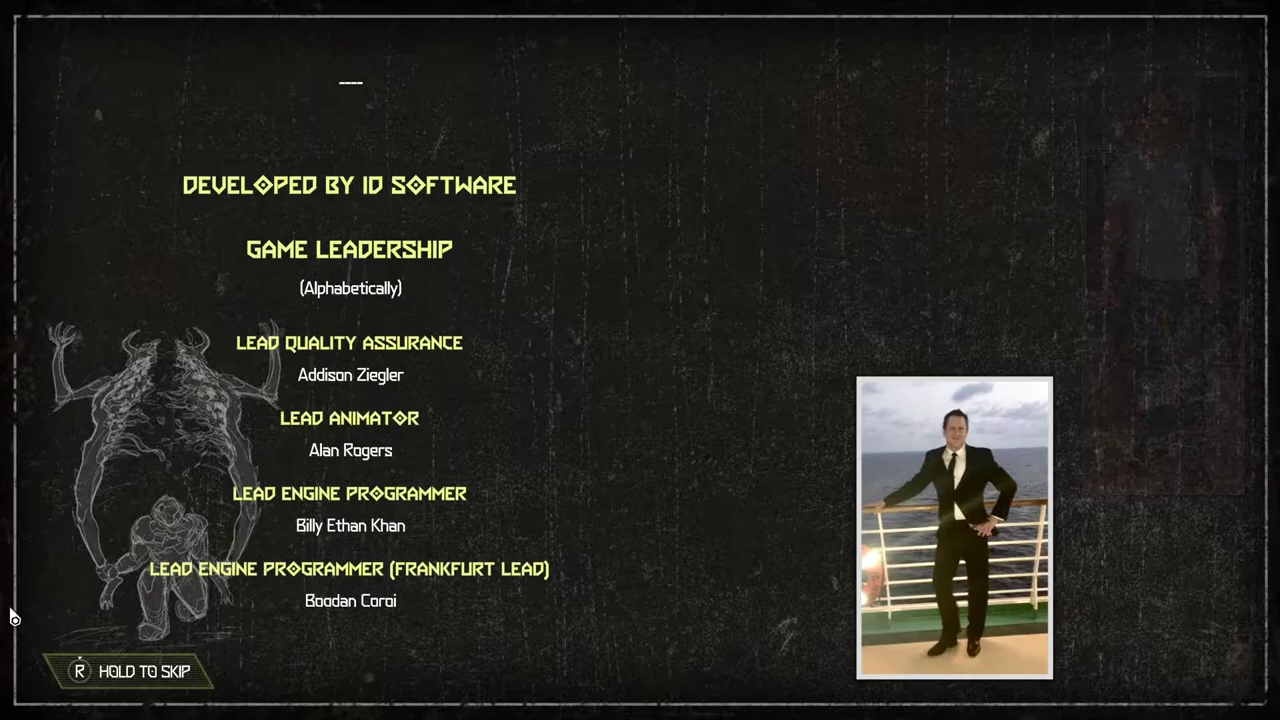 ----
DEVELOPED BY ID SOFTWARE
GAME LEADERSHIP
(Alphabetically)
LEAD QUALITY ASSURANCE
Addison Ziegler
LEAD ANIMATOR
Alan Rogers
LEAD ENGINE PROGRAMMER
Billy Ethan Khan
LEAD ENGINE PROGRAMMER (FRANKFURT LEAD)
Bogdan Coroi
R HOLD TO SKIP